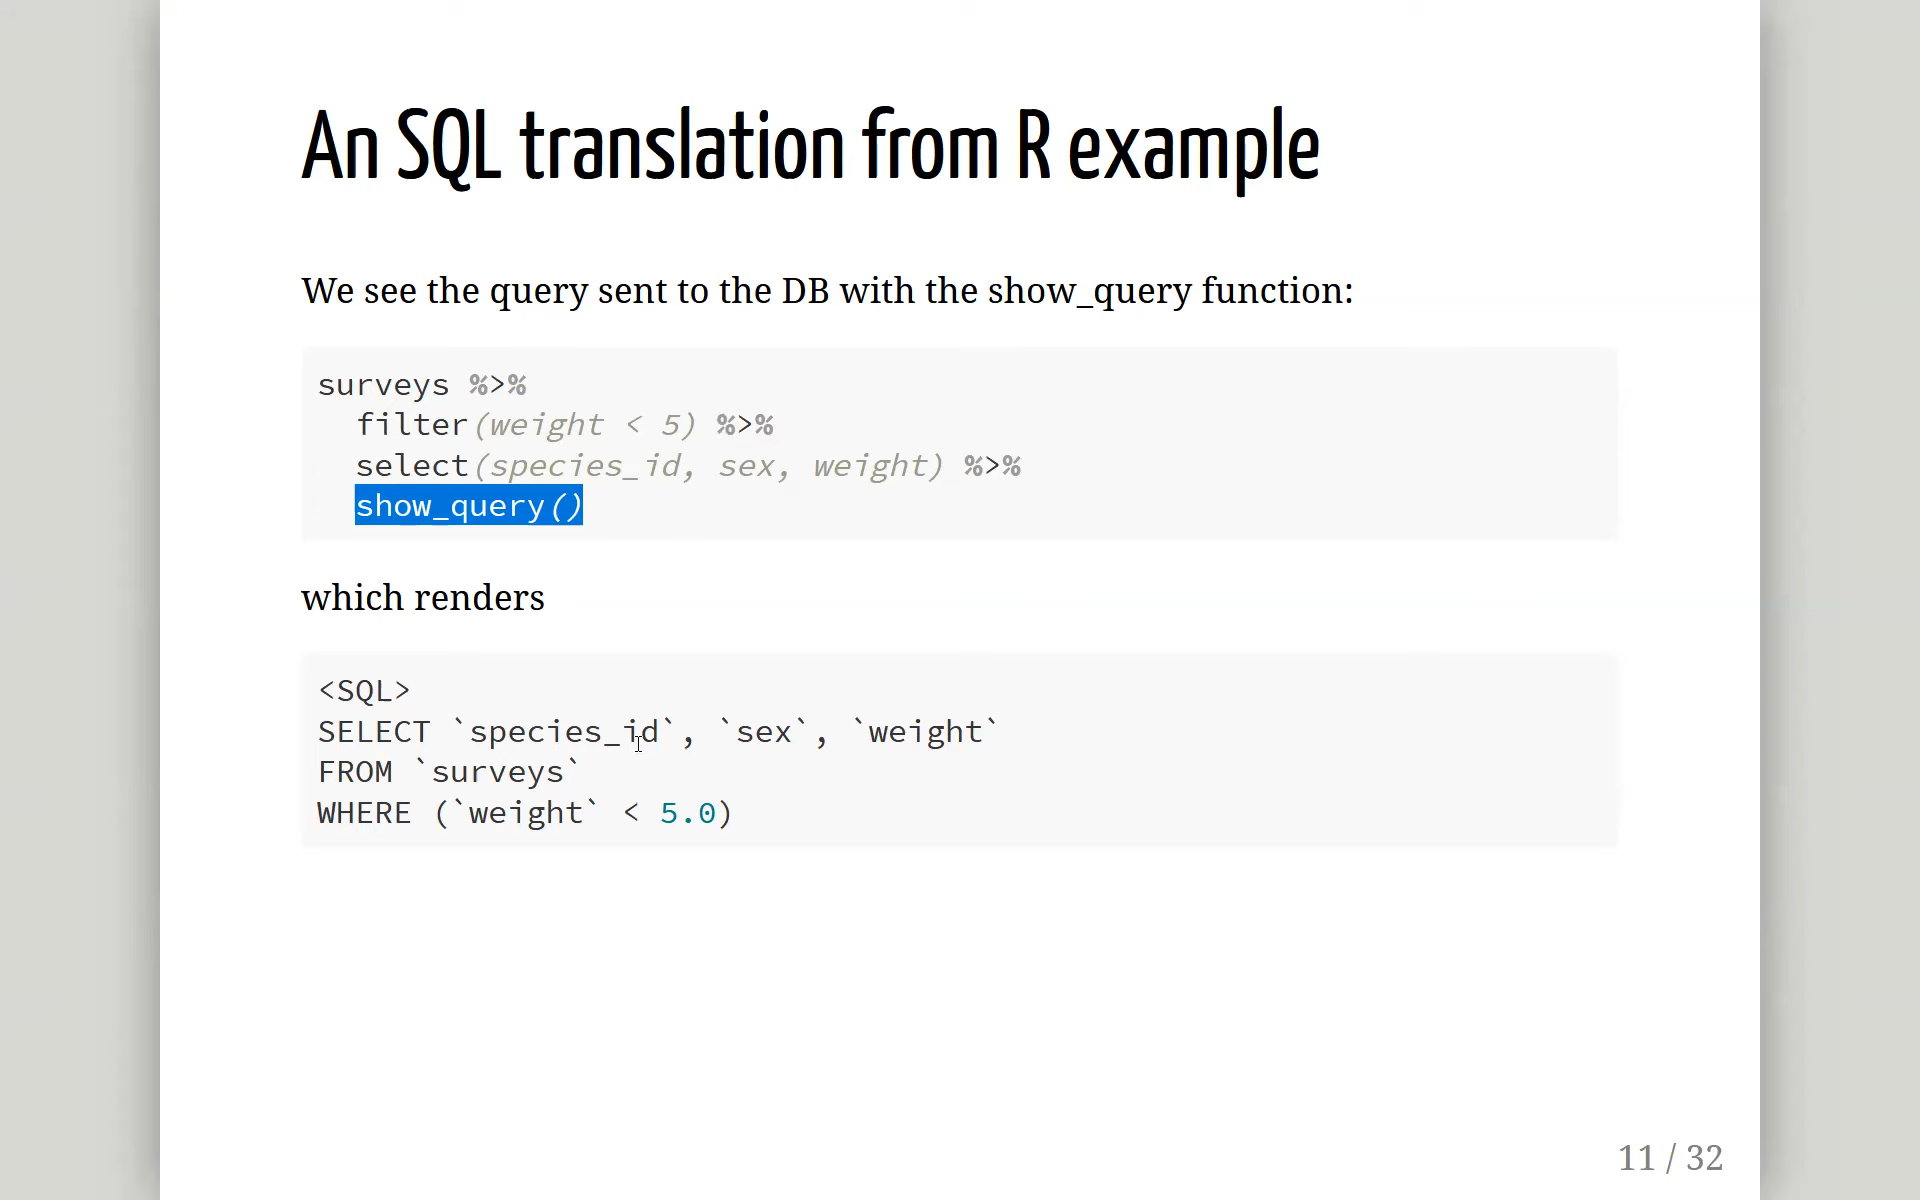 An SQL translation from R example
We see the query sent to the DB with the show_query function:
surveys %>%
  filter(weight < 5) %>%
  select(species_id, sex, weight) %>%
  show_query()
which renders
<SQL>
SELECT `species_id`, `sex`, `weight`
FROM `surveys`
WHERE (`weight` < 5.0)
11 / 32